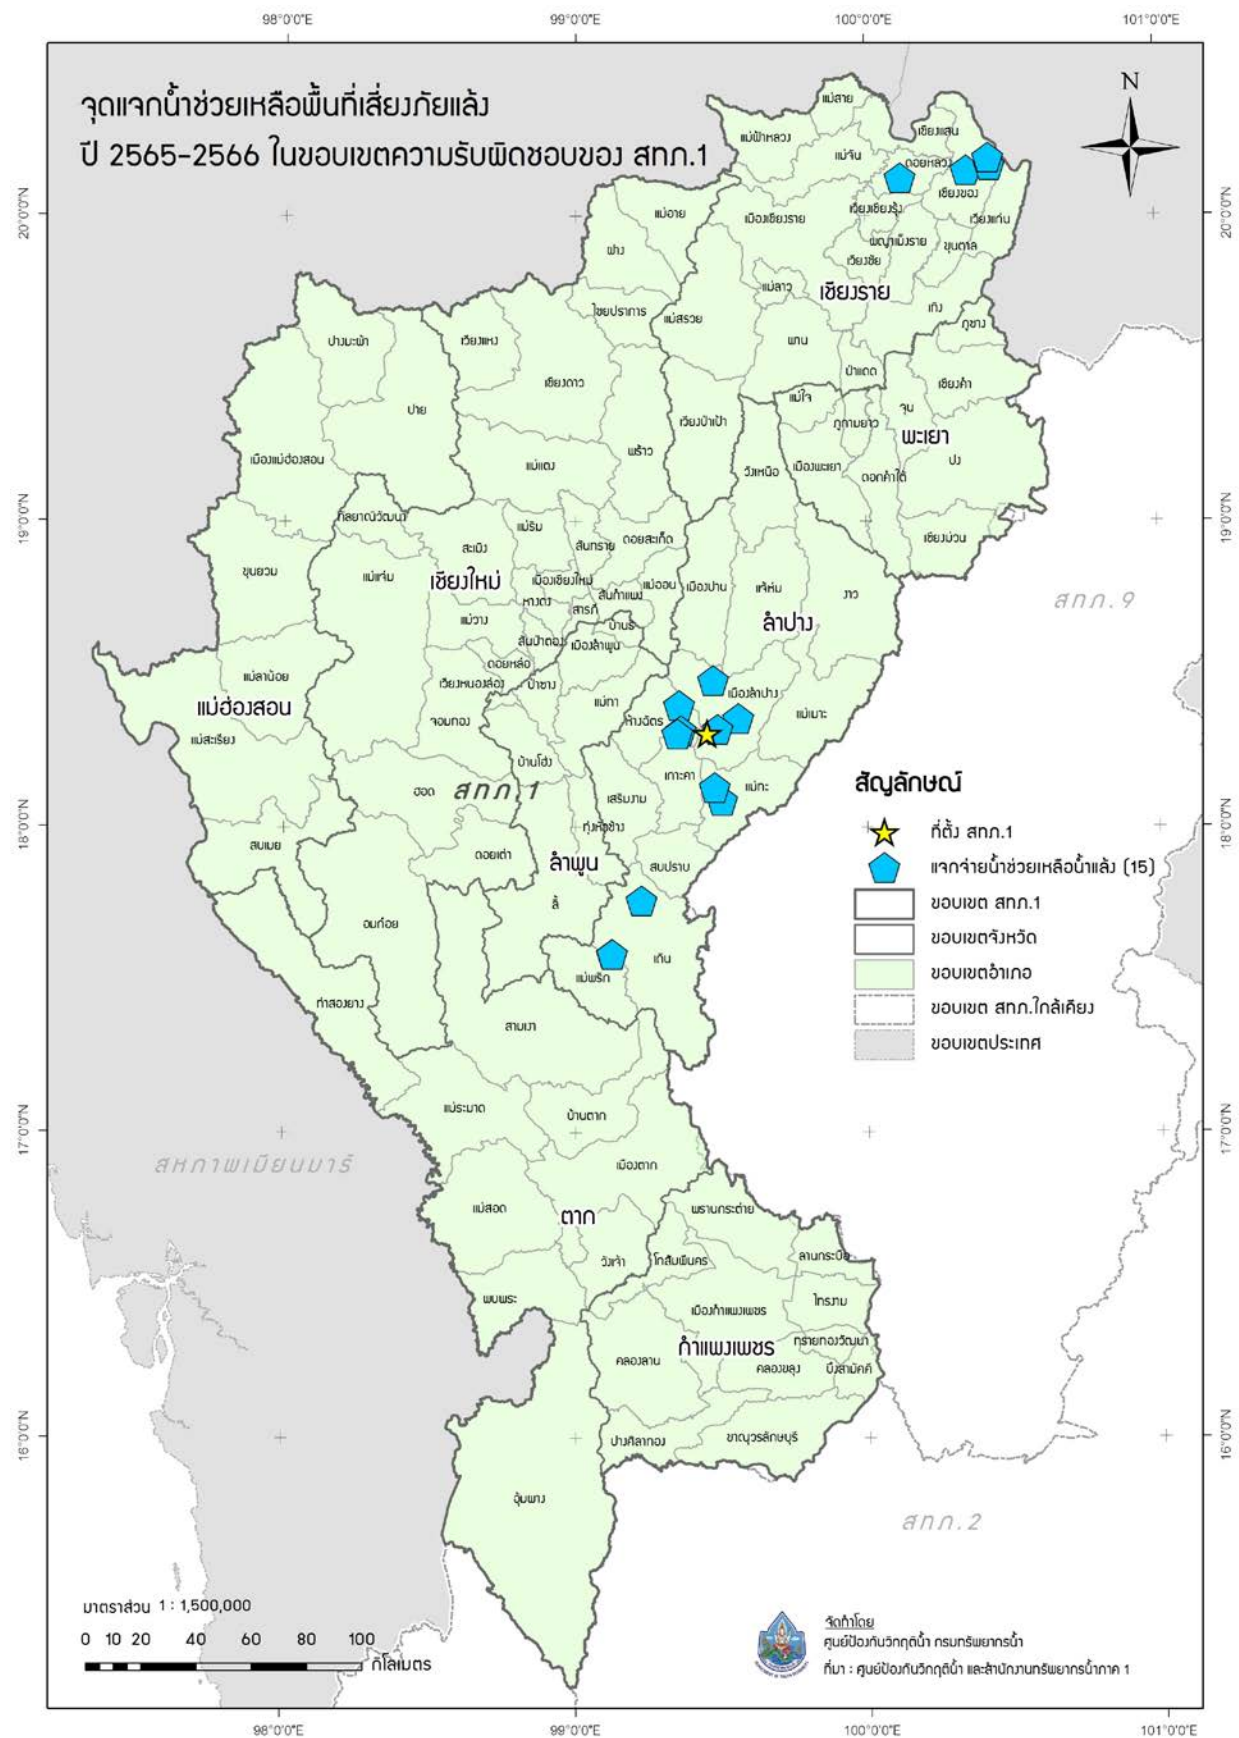 98°0'0"E 99°0'0"E 100°0'0"E 101°0'0"E
จุดแจกน้ำช่วยเหลือพื้นที่เสี่ยงภัยแล้ง
ปี 2565-2566 ในขอบเขตความรับผิดชอบของ สทภ.1
N
แม่สาย
เชียงแสน
แม่ฟ้าหลวง
แม่จัน
ดอยหลวง
เชียงของ
20°0'0"N
แม่อาย
เมืองเชียงราย
เวียงเชียงรุ้ง
เวียงแก่น
20°0'0"N
ฝาง
พญาเม็งราย
ขุนตาล
เวียงชัย
แม่ลาว
เชียงราย
ไชยปราการ
แม่สรวย
เทิง
ภูซาง
ปางมะผ้า
เวียงแหง
พาน
ป่าแดด
เชียงดาว
เชียงคำ
ปาย
แม่ใจ
จุน
เวียงป่าเป้า
ภูกามยาว
พะเยา
เมืองแม่ฮ่องสอน
แม่แตง
พร้าว
วังเหนือ
เมืองพะเยา
ปง
ดอกคำใต้
19°0'0"N
กัลยาณิวัฒนา
แม่ริม
19°0'0"N
สะเมิง
สันทราย
ดอยสะเก็ด
เชียงม่วน
ขุนยวม
แม่แจ่ม
เชียงใหม่
เมืองเชียงใหม่
สันกำแพง
แม่ออน
เมืองปาน
แจ้ห่ม
งาว
หางดง
สารภี
สทภ.9
แม่วาง
บ้านธิ
ลำปาง
สันป่าตอง
เมืองลำพูน
ดอยหล่อ
แม่ลาน้อย
เวียงหนองล่อง
ป่าซาง
เมืองลำปาง
แม่ฮ่องสอน
แม่ทา
แม่เมาะ
จอมทอง
ห้างฉัตร
แม่สะเรียง
บ้านโฮ่ง
เกาะคา
แม่ทะ
ฮอด
สทภ.1
เสริมงาม
สัญลักษณ์
18°0'0"N
ทุ่งหัวช้าง
ที่ตั้ง สทภ.1
18°0'0"N
สบเมย
ดอยเต่า
ลำพูน
สบปราบ
แจกจ่ายน้ำช่วยเหลือน้ำแล้ง (15)
ลี้
ขอบเขต สทภ.1
อมก๋อย
ขอบเขตจังหวัด
เถิน
ขอบเขตอำเภอ
แม่พริก
ท่าสองยาง
ขอบเขต สทภ.ใกล้เคียง
สามเงา
ขอบเขตประเทศ
แม่ระมาด
บ้านตาก
17°0'0"N
17°0'0"N
สหภาพเมียนมาร์
เมืองตาก
แม่สอด
ตาก
พรานกระต่าย
วังเจ้า
โกสัมพีนคร
ลานกระบือ
พบพระ
เมืองกำแพงเพชร
ไทรงาม
กำแพงเพชร
ทรายทองวัฒนา
คลองลาน
คลองขลุง
บึงสามัคคี
16°0'0"N
ปางศิลาทอง
ขาณุวรลักษบุรี
16°0'0"N
อุ้มผาง
สทภ.2
มาตราส่วน 1 : 1,500,000
0 10 20 40 60 80 100
กิโลเมตร
จัดทำโดย
ศูนย์ป้องกันวิกฤติน้ำ กรมทรัพยากรน้ำ
ที่มา : ศูนย์ป้องกันวิกฤติน้ำ และสำนักงานทรัพยากรน้ำภาค 1
98°0'0"E 99°0'0"E 100°0'0"E 101°0'0"E